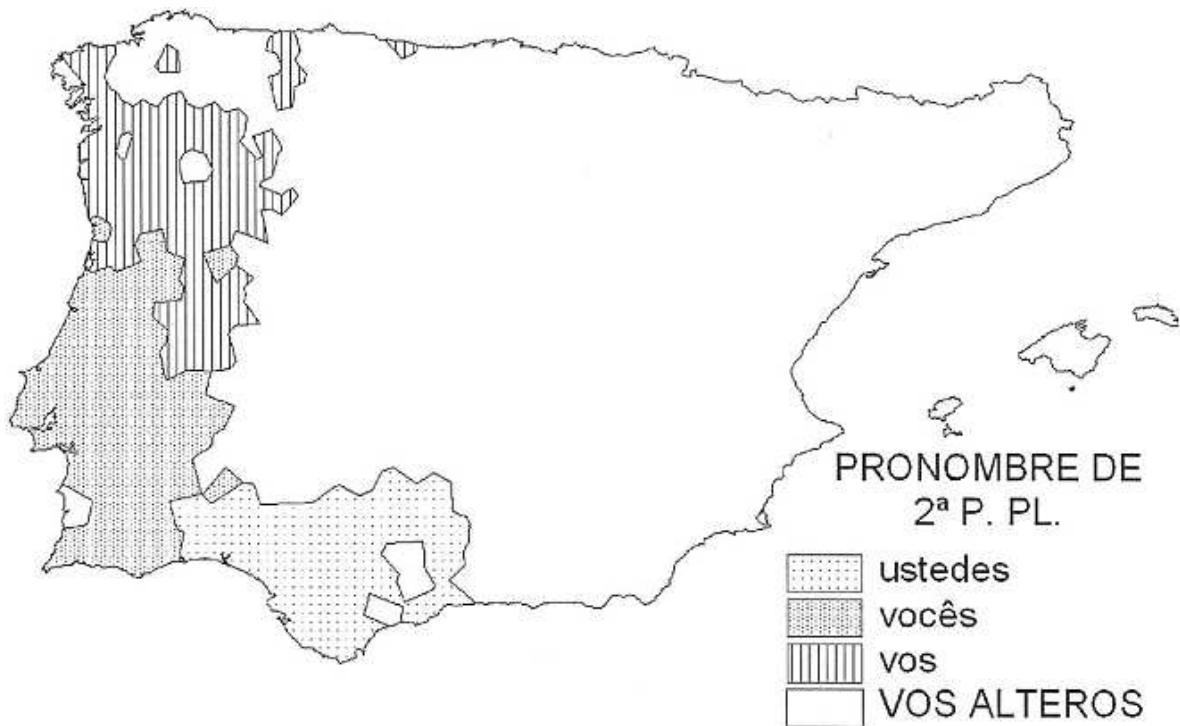 PRONOMBRE DE
2ª P. PL.
ustedes
vocês
vos
VOS ALTEROS